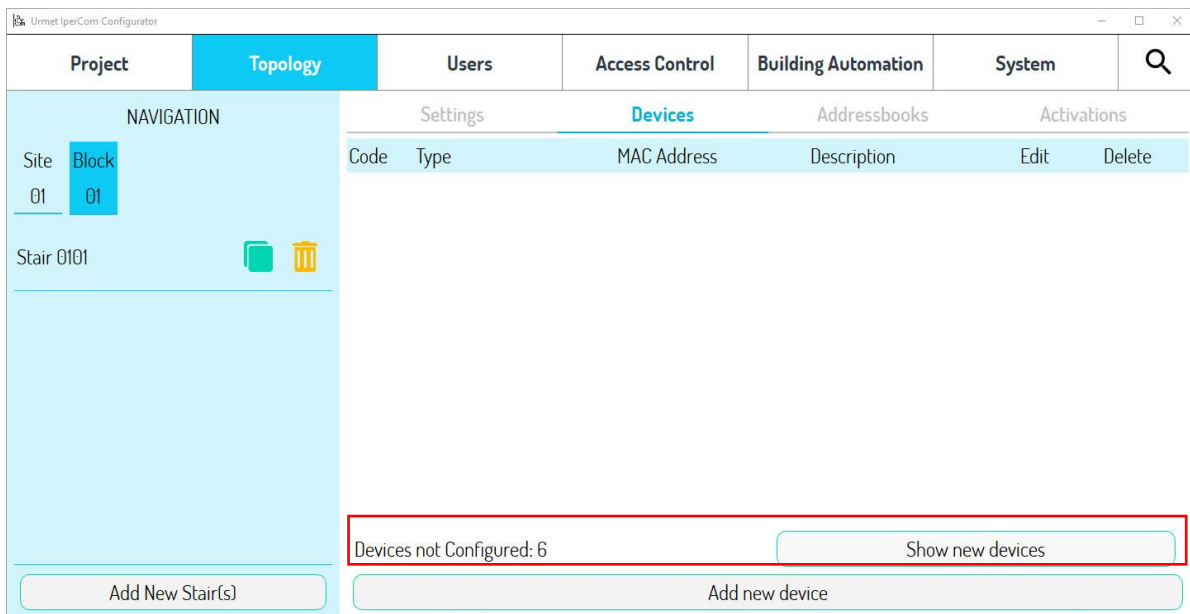 Urmet IperCom Configurator
Project Topology Users Access Control Building Automation System
NAVIGATION
Settings Devices Addressbooks Activations
Code Type MAC Address Description Edit Delete
Site Block
01 01
Stair 0101
Devices not Configured: 6 Show new devices
Add New Stair(s) Add new device